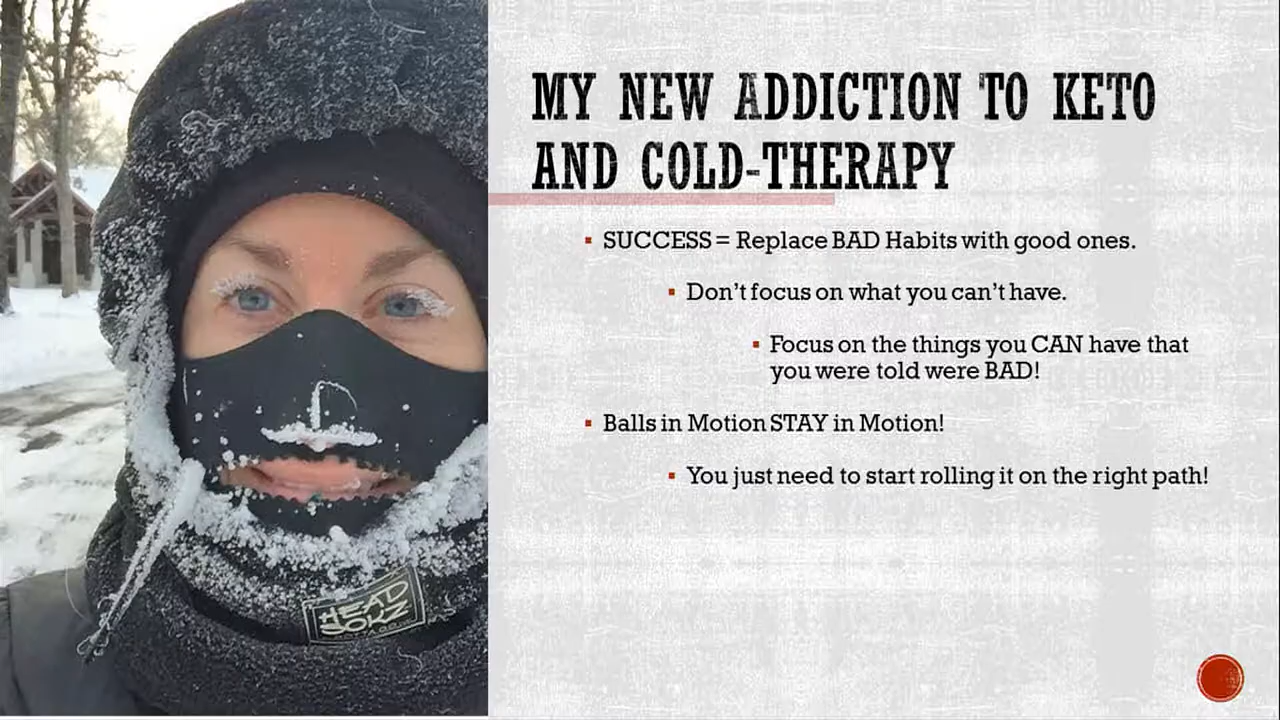 MY NEW ADDICTION TO KETO
AND COLD-THERAPY
SUCCESS = Replace BAD Habits with good ones.
Don't focus on what you can't have.
Focus on the things you CAN have that
you were told were BAD!
Balls in Motion STAY in Motion!
You just need to start rolling it on the right path!
HEAD
SOKZ